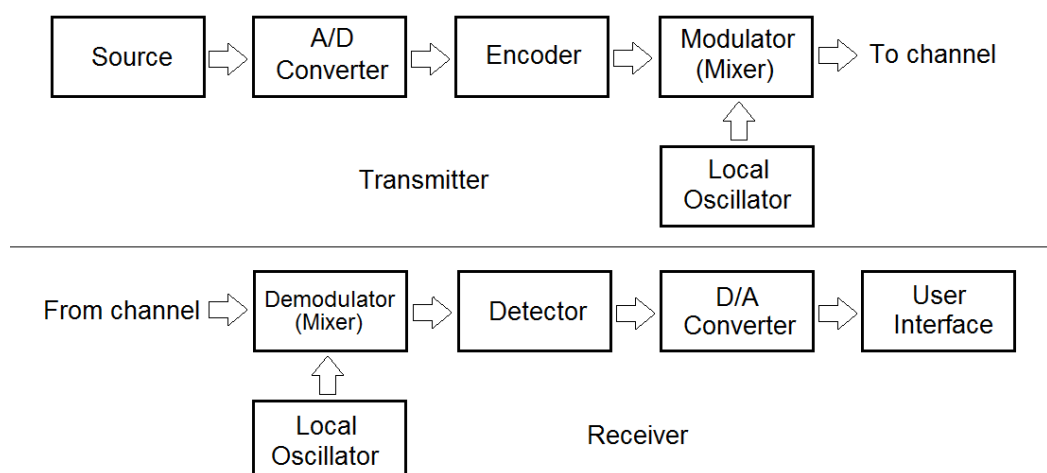 Source
A/D
Converter
Encoder
Modulator
(Mixer)
To channel
Local
Oscillator
Transmitter
From channel
Demodulator
(Mixer)
Detector
D/A
Converter
User
Interface
Local
Oscillator
Receiver